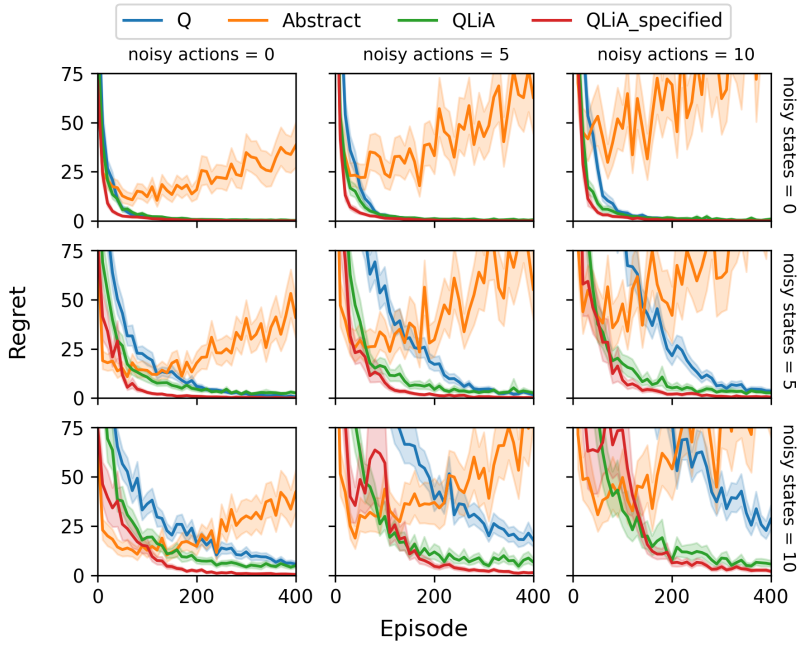 Q Abstract QLiA QLiA_specified
noisy actions = 0 noisy actions = 5 noisy actions = 10
75
50
25
0
noisy states = 0
75
50
25
0
noisy states = 5
75
50
25
0
noisy states = 10
0 200 400 0 200 400 0 200 400
Regret
Episode